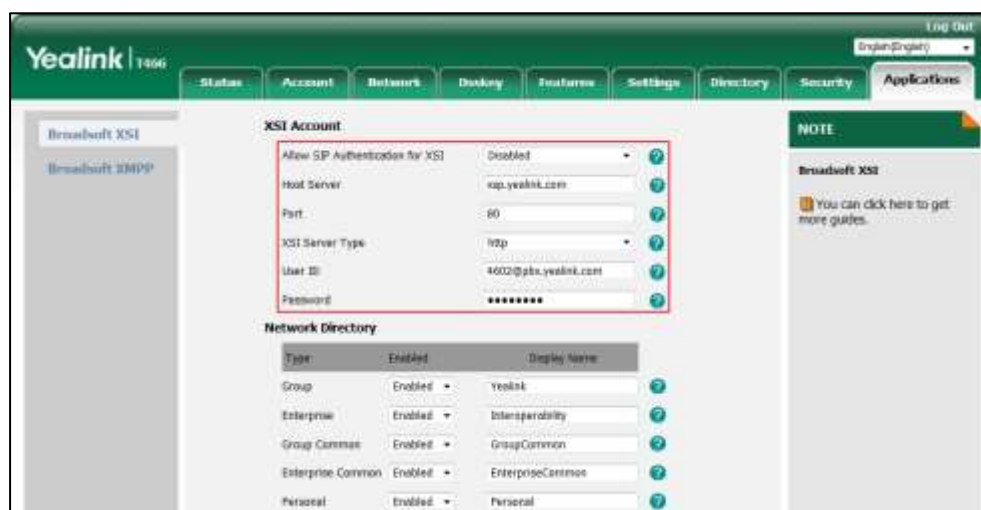 Log Out
Yealink T46G
English(English)
Status Account Network Dsskey Features Settings Directory Security Applications
Broadsoft XSI
Broadsoft XMPP
XSI Account
Allow SIP Authentication for XSI Disabled
Host Server xsp.yealink.com
Port 80
XSI Server Type http
User ID 4602@pbx.yealink.com
Password ••••••••
Network Directory
Type Enabled Display Name
Group Enabled Yealink
Enterprise Enabled Interoperability
Group Common Enabled GroupCommon
Enterprise Common Enabled EnterpriseCommon
Personal Enabled Personal
NOTE
Broadsoft XSI
You can click here to get
more guides.